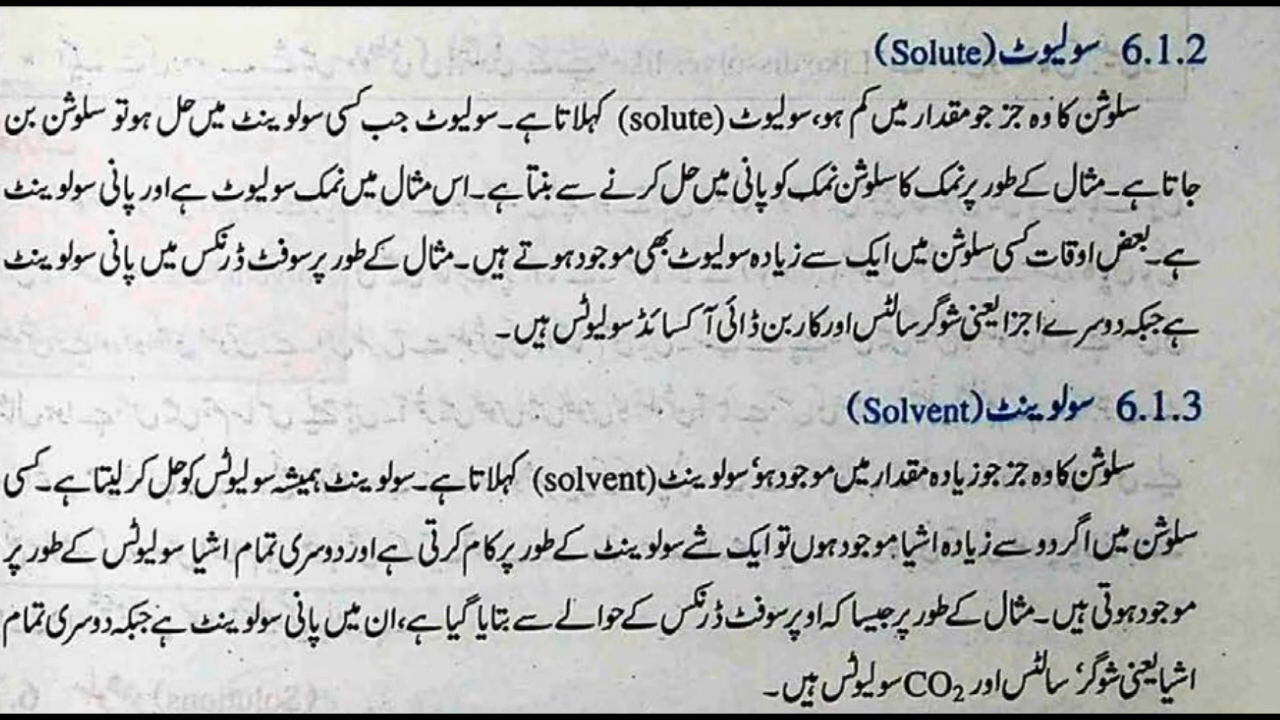 6.1.2 سولیوٹ (Solute)
سلوشن کا وہ جز جو مقدار میں کم ہو، سولیوٹ (solute) کہلاتا ہے۔ سولیوٹ جب کسی سولوینٹ میں حل ہو تو سلوشن بن
جاتا ہے۔ مثال کے طور پر نمک کا سلوشن نمک کو پانی میں حل کرنے سے بنتا ہے۔ اس مثال میں نمک سولیوٹ ہے اور پانی سولوینٹ
ہے۔ بعض اوقات کسی سلوشن میں ایک سے زیادہ سولیوٹ بھی موجود ہوتے ہیں۔ مثال کے طور پر سوفٹ ڈرنکس میں پانی سولوینٹ
ہے جبکہ دوسرے اجزا یعنی شوگر سالٹس اور کاربن ڈائی آکسائڈ سولیوٹس ہیں۔
6.1.3 سولوینٹ (Solvent)
سلوشن کا وہ جز جو زیادہ مقدار میں موجود ہو‘ سولوینٹ (solvent) کہلاتا ہے۔ سولوینٹ ہمیشہ سولیوٹس کو حل کر لیتا ہے۔ کسی
سلوشن میں اگر دو سے زیادہ اشیا موجود ہوں تو ایک شے سولوینٹ کے طور پر کام کرتی ہے اور دوسری تمام اشیا سولیوٹس کے طور پر
موجود ہوتی ہیں۔ مثال کے طور پر جیسا کہ اوپر سوفٹ ڈرنکس کے حوالے سے بتایا گیا ہے، ان میں پانی سولوینٹ ہے جبکہ دوسری تمام
اشیا یعنی شوگر‘ سالٹس اور CO₂ سولیوٹس ہیں۔